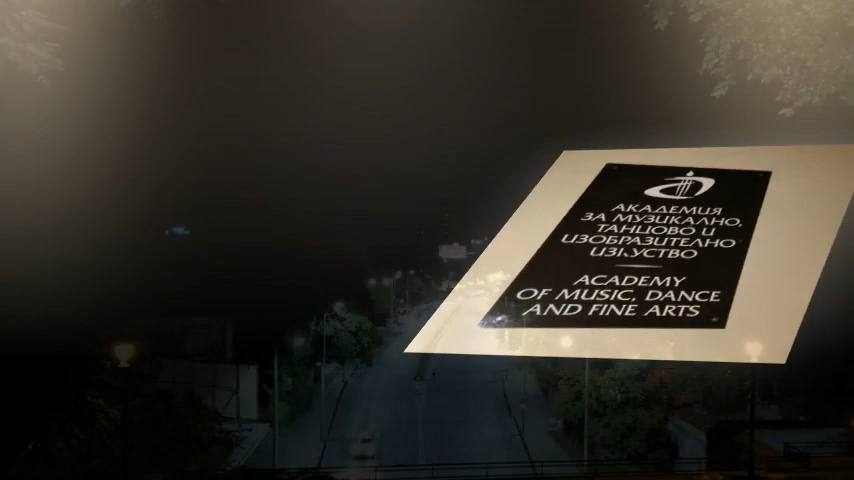 АКАДЕМИЯ
ЗА МУЗИКАЛНО,
ТАНЦОВО И
ИЗОБРАЗИТЕЛНО
ИЗКУСТВО
ACADEMY
OF MUSIC, DANCE
AND FINE ARTS